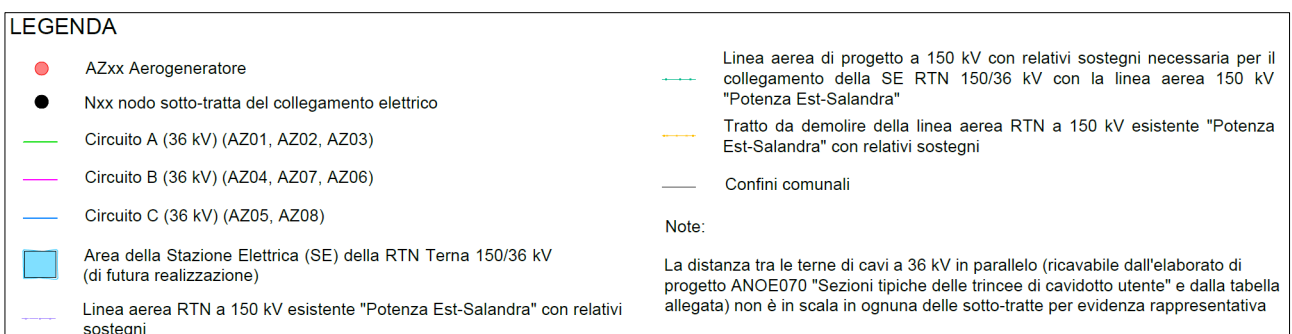 LEGENDA
AZxx Aerogeneratore
Nxx nodo sotto-tratta del collegamento elettrico
Circuito A (36 kV) (AZ01, AZ02, AZ03)
Circuito B (36 kV) (AZ04, AZ07, AZ06)
Circuito C (36 kV) (AZ05, AZ08)
Area della Stazione Elettrica (SE) della RTN Terna 150/36 kV
(di futura realizzazione)
Linea aerea RTN a 150 kV esistente "Potenza Est-Salandra" con relativi
sostegni
Linea aerea di progetto a 150 kV con relativi sostegni necessaria per il
collegamento della SE RTN 150/36 kV con la linea aerea 150 kV
"Potenza Est-Salandra"
Tratto da demolire della linea aerea RTN a 150 kV esistente "Potenza
Est-Salandra" con relativi sostegni
Confini comunali
Note:
La distanza tra le terne di cavi a 36 kV in parallelo (ricavabile dall'elaborato di
progetto ANOE070 "Sezioni tipiche delle trincee di cavidotto utente" e dalla tabella
allegata) non è in scala in ognuna delle sotto-tratte per evidenza rappresentativa